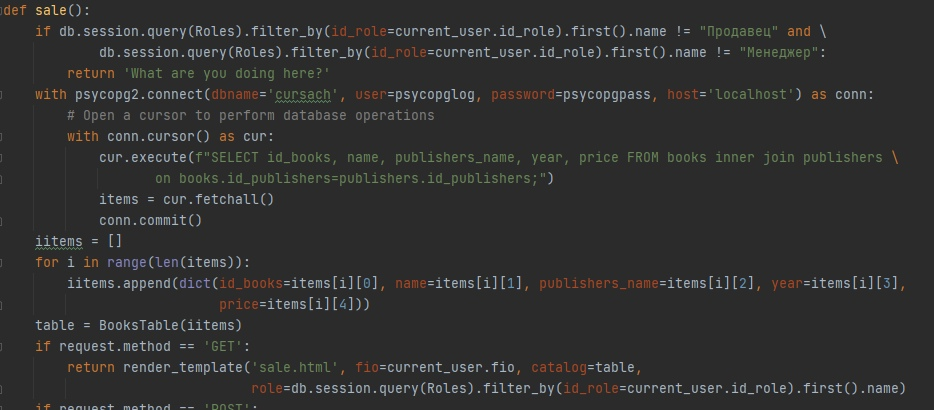 def sale():
    if db.session.query(Roles).filter_by(id_role=current_user.id_role).first().name != "Продавец" and \
            db.session.query(Roles).filter_by(id_role=current_user.id_role).first().name != "Менеджер":
        return 'What are you doing here?'
    with psycopg2.connect(dbname='cursach', user=psycopglog, password=psycopgpass, host='localhost') as conn:
        # Open a cursor to perform database operations
        with conn.cursor() as cur:
            cur.execute(f"SELECT id_books, name, publishers_name, year, price FROM books inner join publishers \
                   on books.id_publishers=publishers.id_publishers;")
            items = cur.fetchall()
            conn.commit()
    iitems = []
    for i in range(len(items)):
        iitems.append(dict(id_books=items[i][0], name=items[i][1], publishers_name=items[i][2], year=items[i][3],
                           price=items[i][4]))
    table = BooksTable(iitems)
    if request.method == 'GET':
        return render_template('sale.html', fio=current_user.fio, catalog=table,
                               role=db.session.query(Roles).filter_by(id_role=current_user.id_role).first().name)
    if request.method == 'POST':